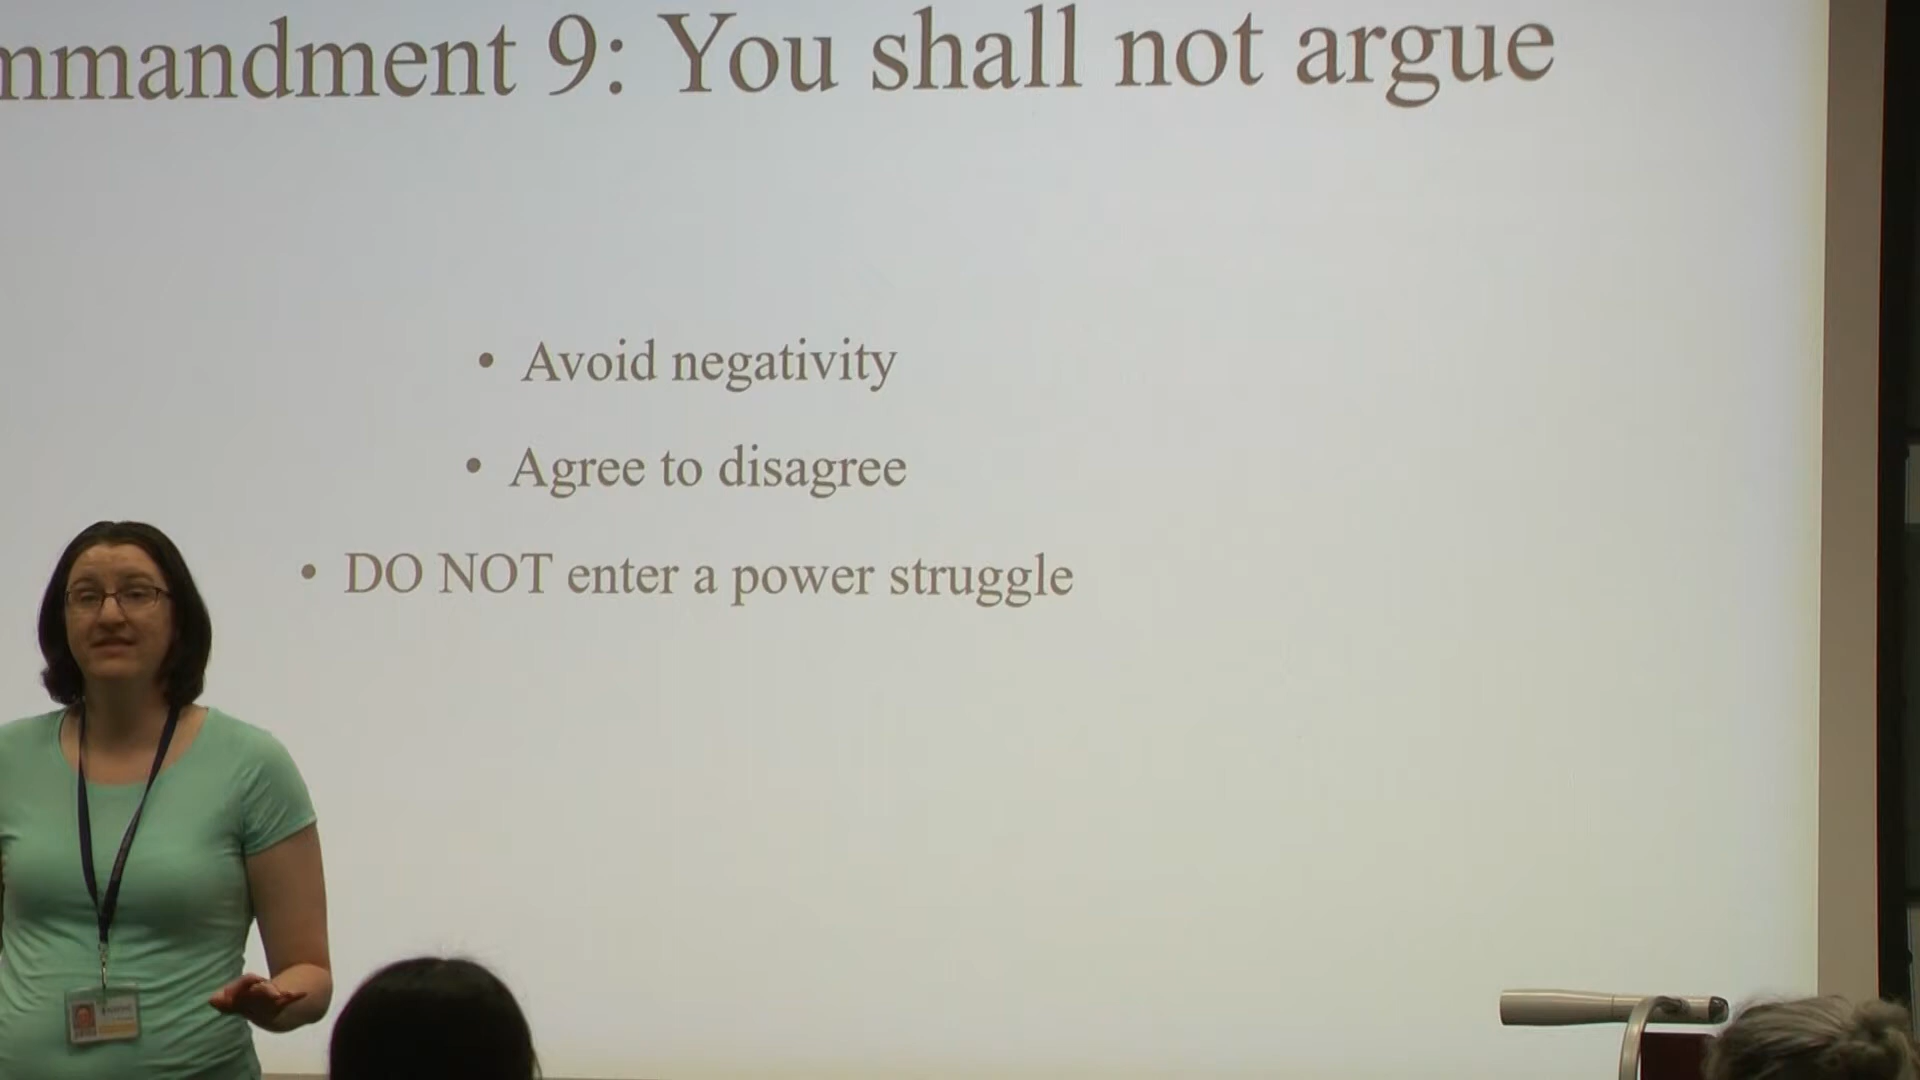 mmandment 9: You shall not argue
• Avoid negativity
• Agree to disagree
• DO NOT enter a power struggle